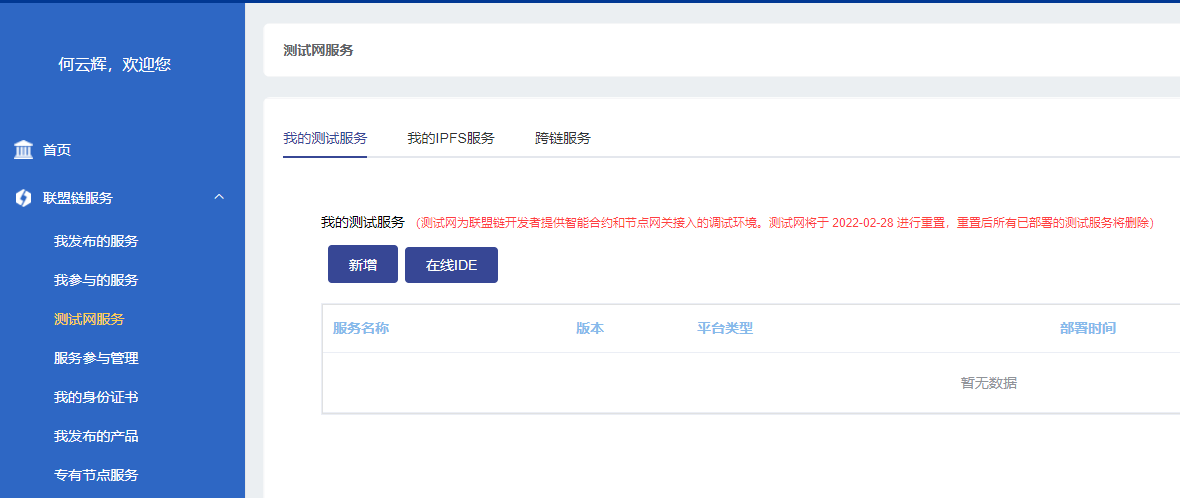 何云辉，欢迎您
首页
联盟链服务
我发布的服务
我参与的服务
测试网服务
服务参与管理
我的身份证书
我发布的产品
专有节点服务
测试网服务
我的测试服务 我的IPFS服务 跨链服务
我的测试服务 （测试网为联盟链开发者提供智能合约和节点网关接入的调试环境。测试网将于 2022-02-28 进行重置，重置后所有已部署的测试服务将删除）
新增 在线IDE
服务名称 版本 平台类型 部署时间
暂无数据